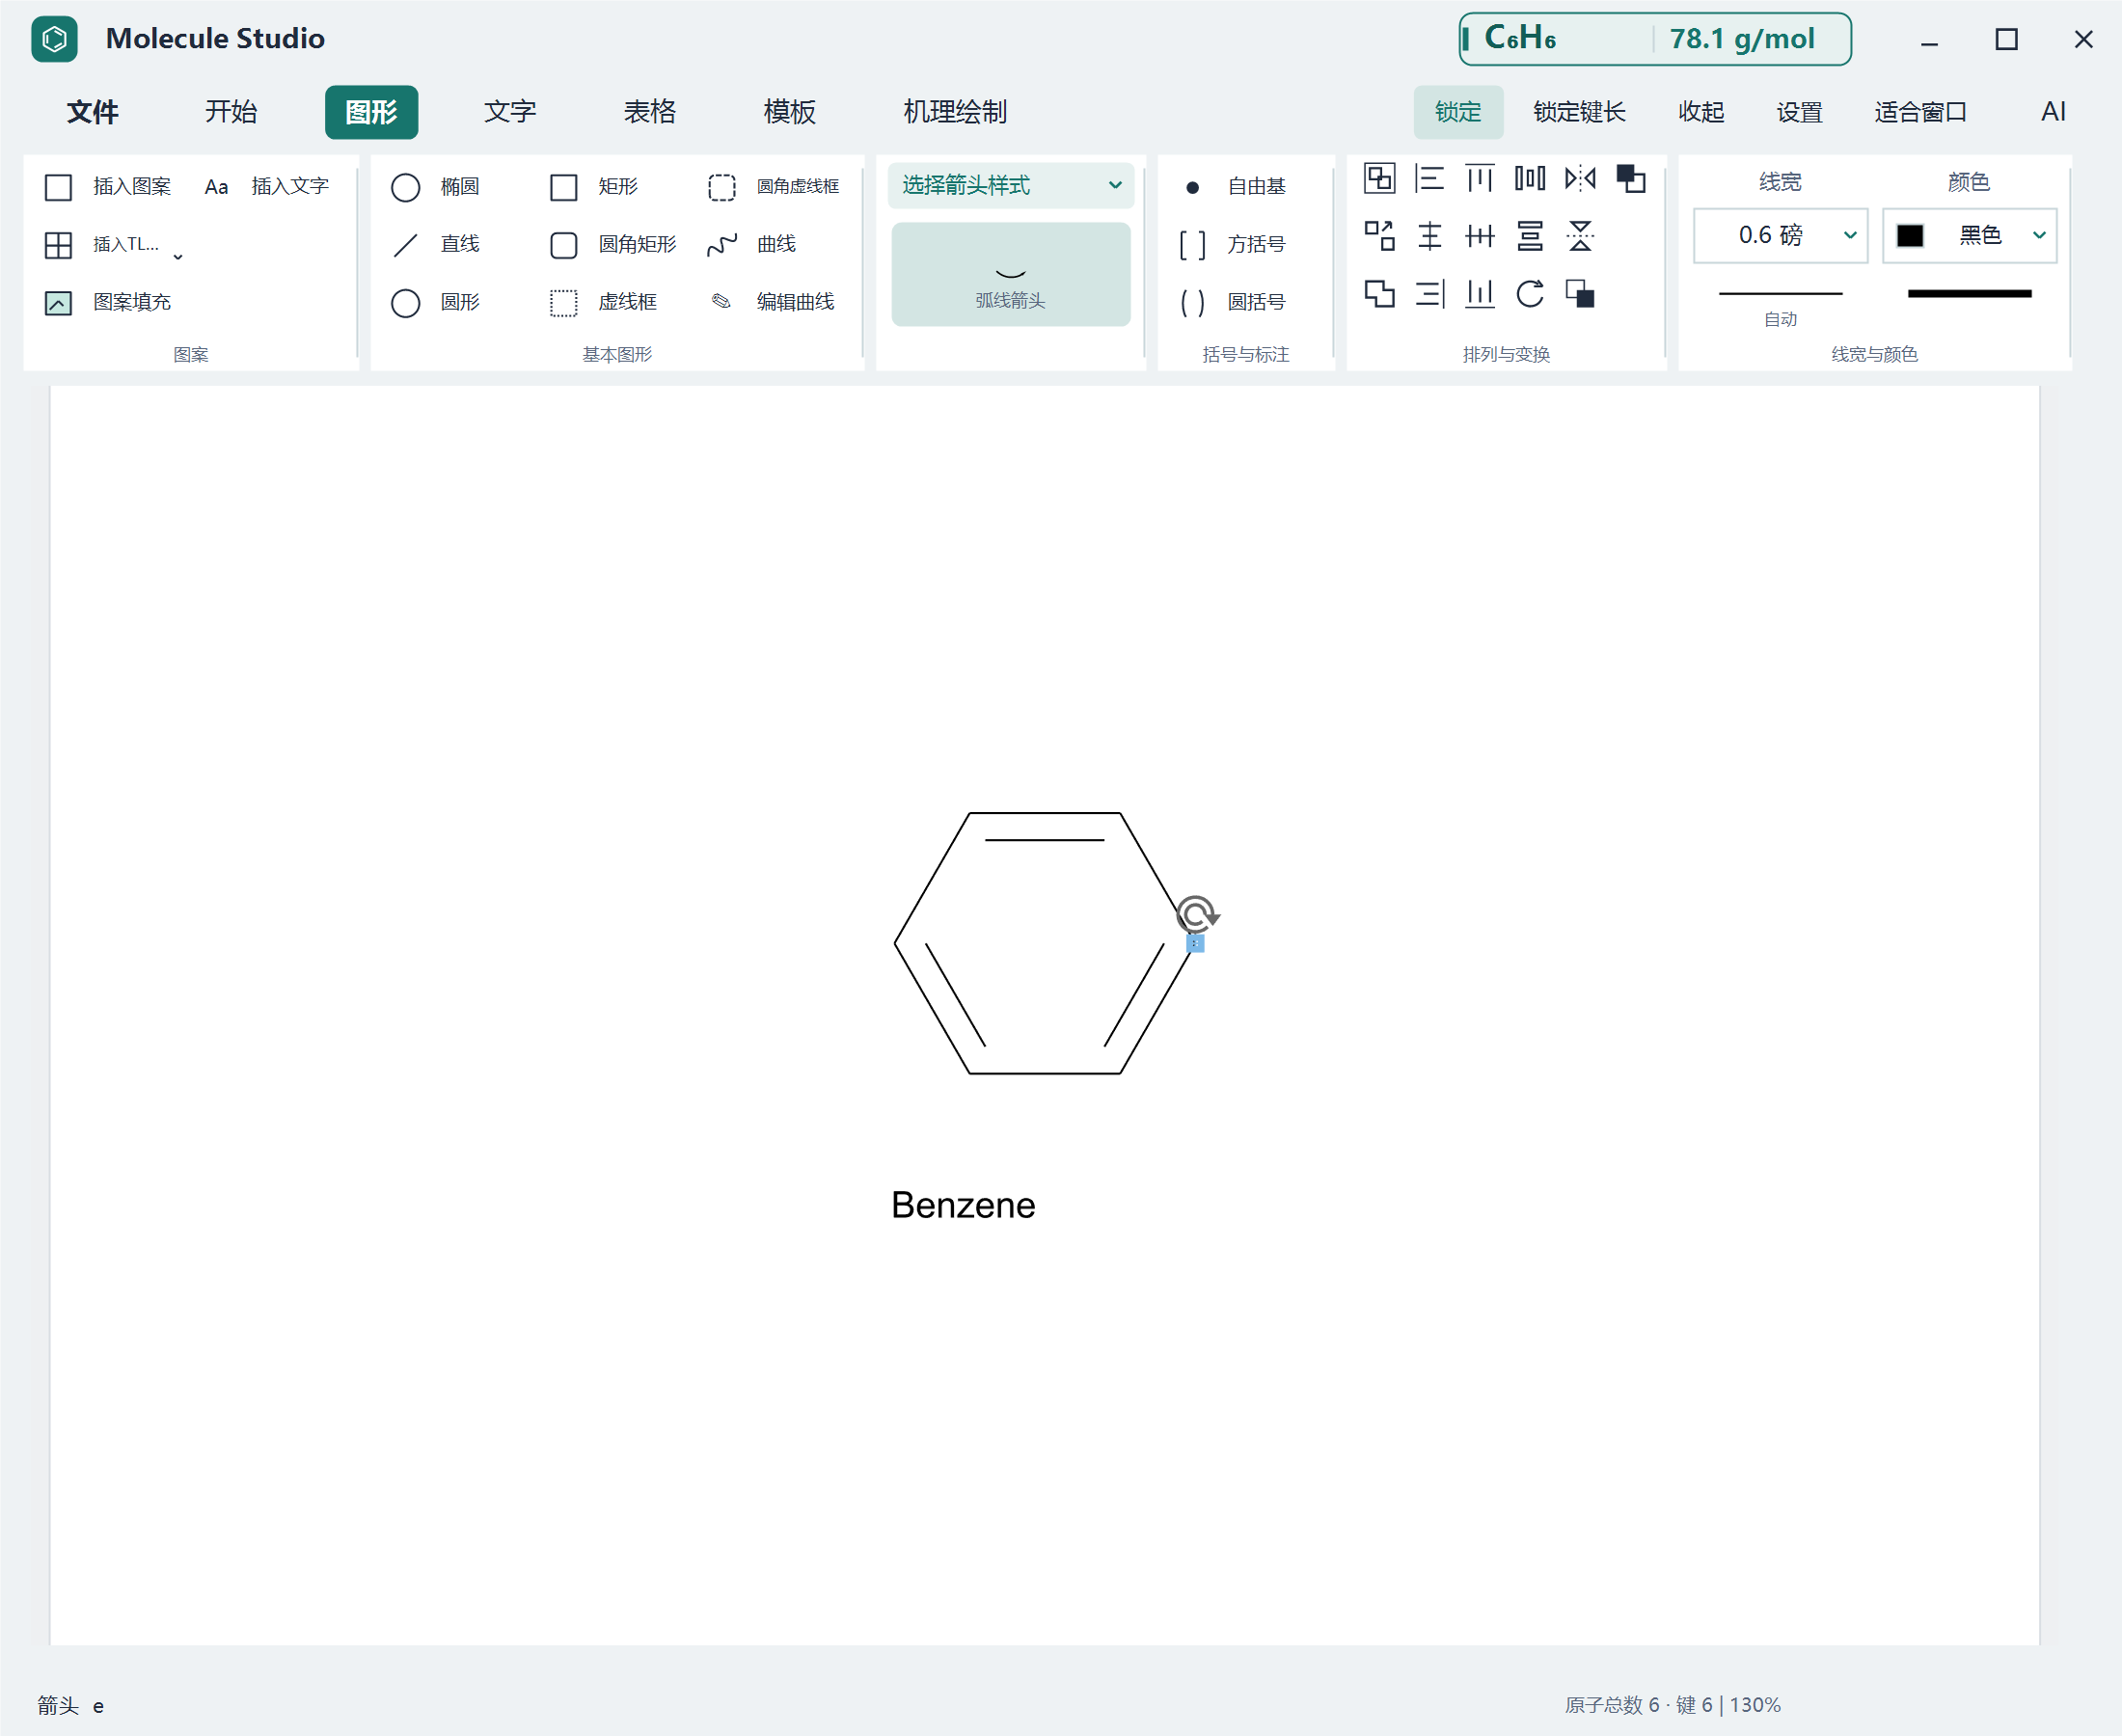 Molecule Studio
C₆H₆ 78.1 g/mol
文件 开始 图形 文字 表格 模板 机理绘制 锁定 锁定键长 收起 设置 适合窗口 AI
插入图案 Aa 插入文字
插入TL...
图案填充
图案
椭圆 矩形 圆角虚线框
直线 圆角矩形 曲线
圆形 虚线框 编辑曲线
基本图形
选择箭头样式
弧线箭头
自由基
方括号
圆括号
括号与标注
排列与变换
线宽 颜色
0.6 磅 黑色
自动
线宽与颜色
Benzene
箭头 e
原子总数 6 · 键 6 | 130%